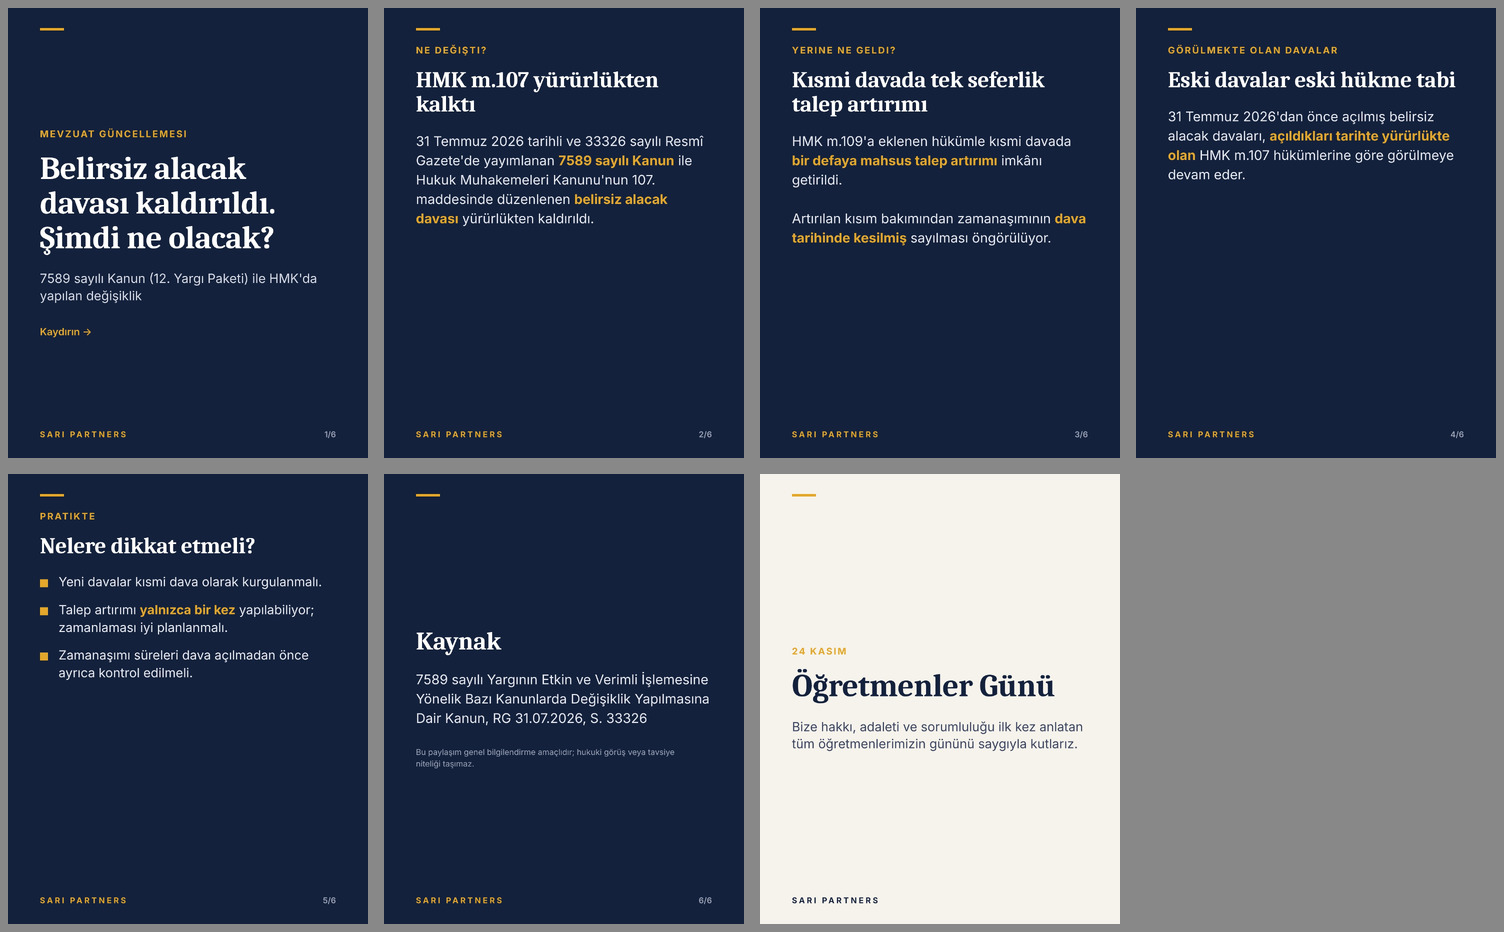 MEVZUAT GÜNCELLEMESI
Belirsiz alacak
davası kaldırıldı.
Şimdi ne olacak?
7589 sayılı Kanun (12. Yargı Paketi) ile HMK'da
yapılan değişiklik
Kaydırın →
SARI PARTNERS
1/6
NE DEĞIŞTI?
HMK m.107 yürürlükten
kalktı
31 Temmuz 2026 tarihli ve 33326 sayılı Resmî
Gazete'de yayımlanan 7589 sayılı Kanun ile
Hukuk Muhakemeleri Kanunu'nun 107.
maddesinde düzenlenen belirsiz alacak
davası yürürlükten kaldırıldı.
SARI PARTNERS
2/6
YERINE NE GELDI?
Kısmi davada tek seferlik
talep artırımı
HMK m.109'a eklenen hükümle kısmi davada
bir defaya mahsus talep artırımı imkânı
getirildi.
Artırılan kısım bakımından zamanaşımının dava
tarihinde kesilmiş sayılması öngörülüyor.
SARI PARTNERS
3/6
GÖRÜLMEKTE OLAN DAVALAR
Eski davalar eski hükme tabi
31 Temmuz 2026'dan önce açılmış belirsiz
alacak davaları, açıldıkları tarihte yürürlükte
olan HMK m.107 hükümlerine göre görülmeye
devam eder.
SARI PARTNERS
4/6
PRATIKTE
Nelere dikkat etmeli?
Yeni davalar kısmi dava olarak kurgulanmalı.
Talep artırımı yalnızca bir kez yapılabiliyor;
zamanlaması iyi planlanmalı.
Zamanaşımı süreleri dava açılmadan önce
ayrıca kontrol edilmeli.
SARI PARTNERS
5/6
Kaynak
7589 sayılı Yargının Etkin ve Verimli İşlemesine
Yönelik Bazı Kanunlarda Değişiklik Yapılmasına
Dair Kanun, RG 31.07.2026, S. 33326
Bu paylaşım genel bilgilendirme amaçlıdır; hukuki görüş veya tavsiye
niteliği taşımaz.
SARI PARTNERS
6/6
24 KASIM
Öğretmenler Günü
Bize hakkı, adaleti ve sorumluluğu ilk kez anlatan
tüm öğretmenlerimizin gününü saygıyla kutlarız.
SARI PARTNERS